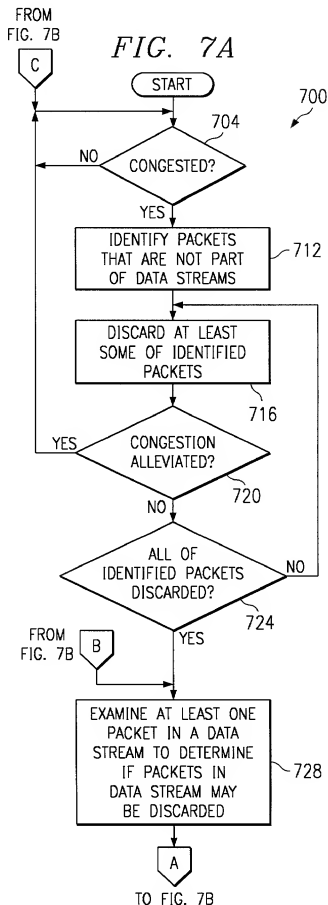 FROM
FIG. 7B
FIG. 7A
C
START
704
700
CONGESTED?
NO
YES
IDENTIFY PACKETS
THAT ARE NOT PART
OF DATA STREAMS
712
DISCARD AT LEAST
SOME OF IDENTIFIED
PACKETS
716
YES
CONGESTION
ALLEVIATED?
720
NO
ALL OF
IDENTIFIED PACKETS
DISCARDED?
NO
724
YES
FROM
FIG. 7B
B
EXAMINE AT LEAST ONE
PACKET IN A DATA
STREAM TO DETERMINE
IF PACKETS IN
DATA STREAM MAY
BE DISCARDED
728
A
TO FIG. 7B